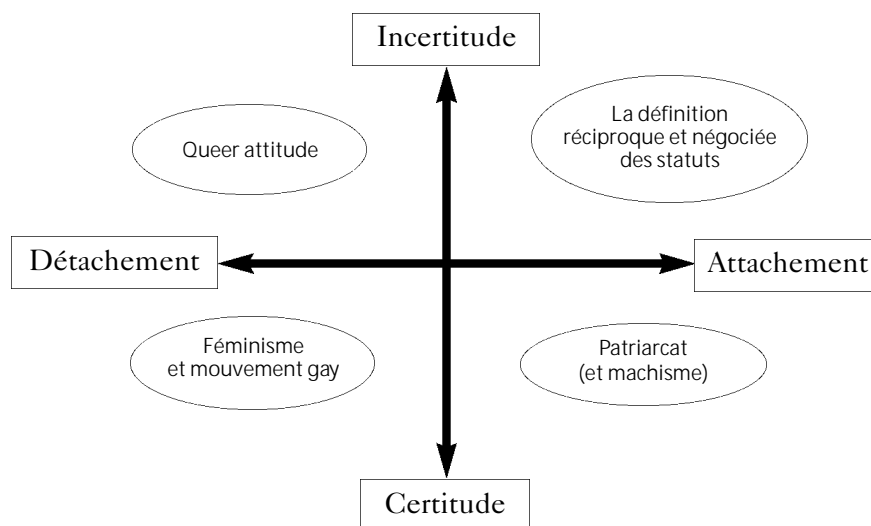 Incertitude
Queer attitude
La définition
réciproque et négociée
des statuts
Détachement
Attachement
Féminisme
et mouvement gay
Patriarcat
(et machisme)
Certitude